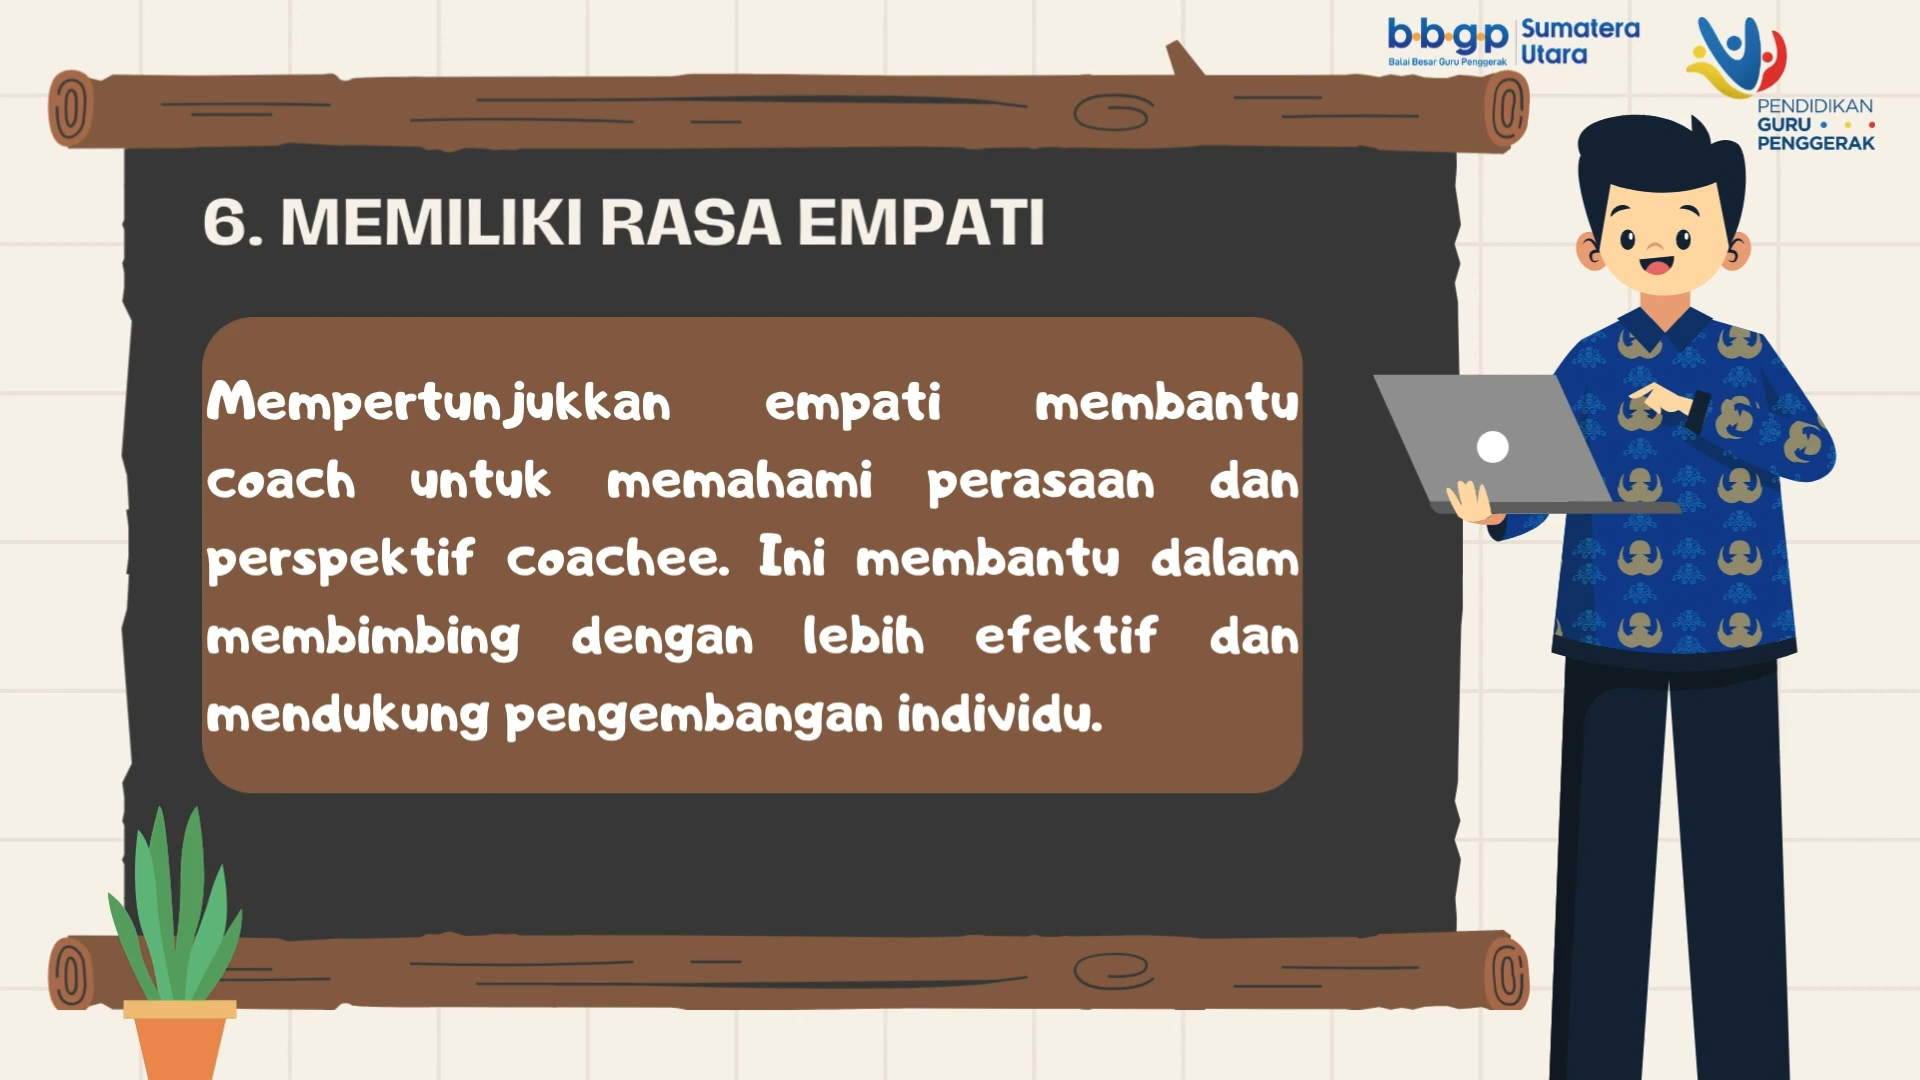 b·b·g·p
Balai Besar Guru Penggerak
Sumatera
Utara
PENDIDIKAN
GURU
PENGGERAK
6. MEMILIKI RASA EMPATI
Mempertunjukkan empati membantu
coach untuk memahami perasaan dan
perspektif coachee. Ini membantu dalam
membimbing dengan lebih efektif dan
mendukung pengembangan individu.